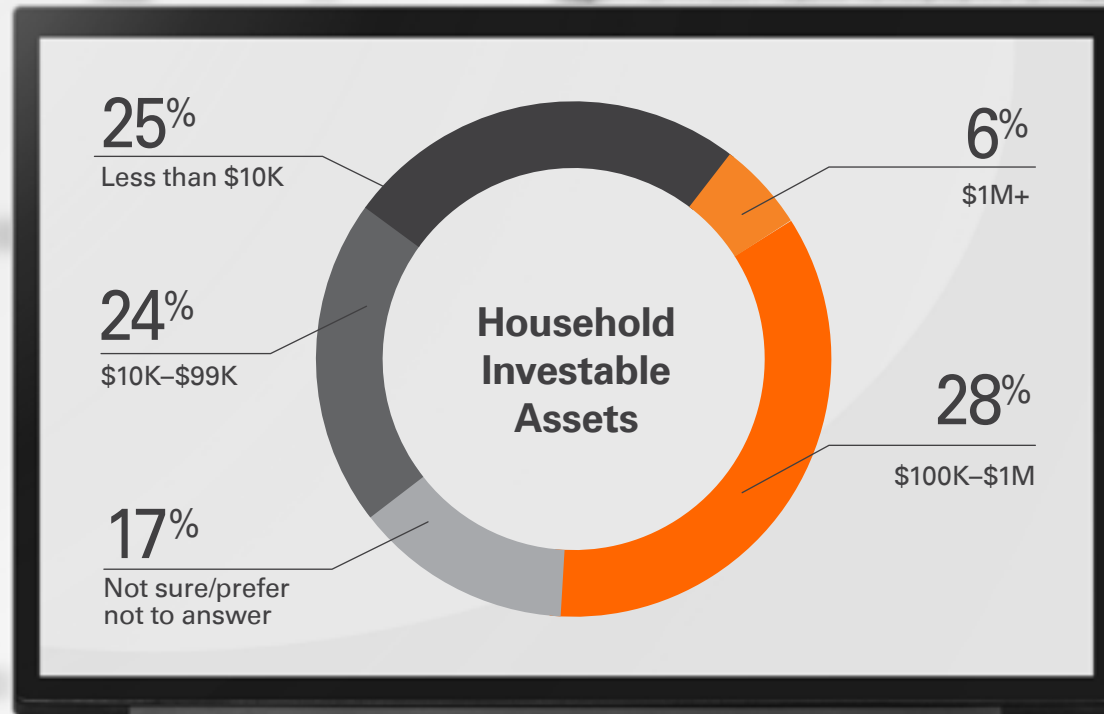 25%
Less than $10K
24%
$10K–$99K
17%
Not sure/prefer
not to answer
Household
Investable
Assets
6%
$1M+
28%
$100K–$1M